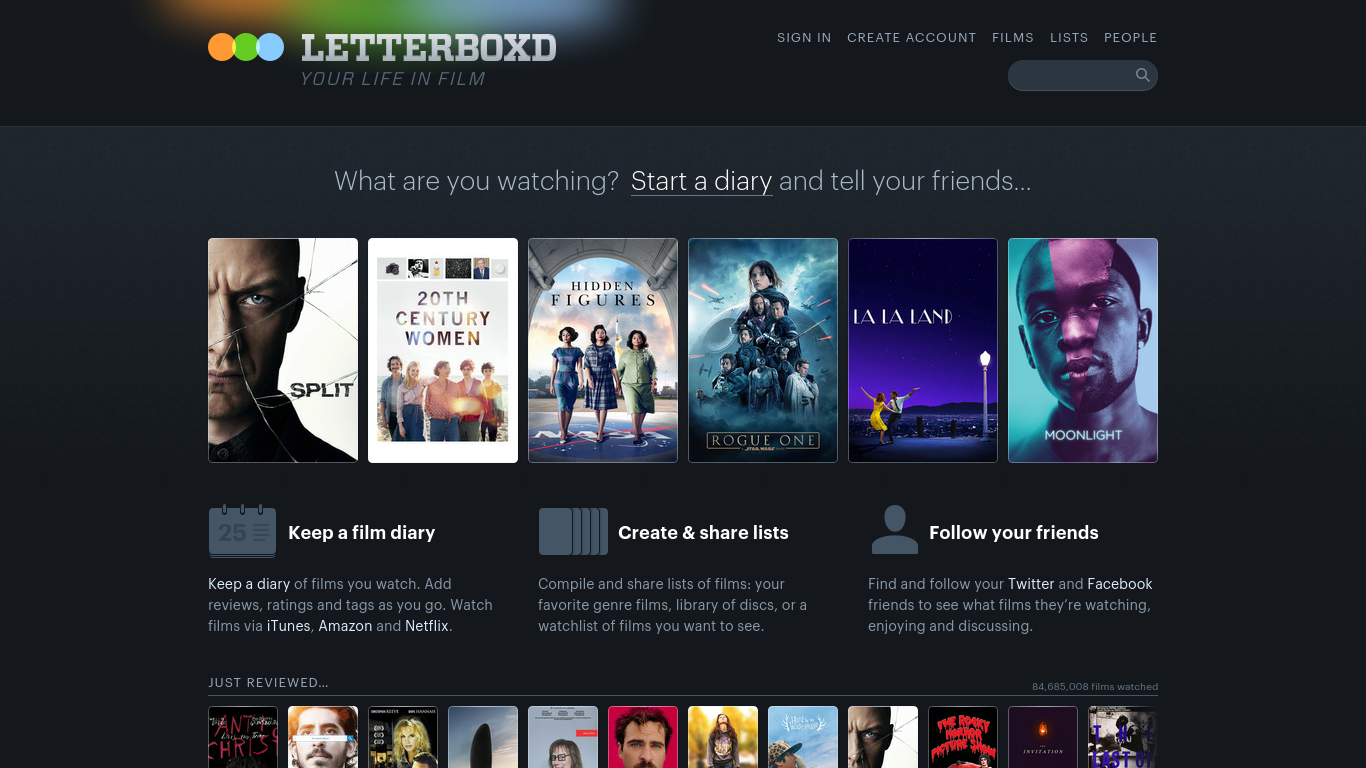 LETTERBOXD
YOUR LIFE IN FILM
SIGN IN CREATE ACCOUNT FILMS LISTS PEOPLE
What are you watching? Start a diary and tell your friends…
SPLIT
20TH
CENTURY
WOMEN
HIDDEN
FIGURES
NASA
ROGUE ONE
A STAR WARS STORY
LA LA LAND
MOONLIGHT
25
Keep a film diary
Keep a diary of films you watch. Add
reviews, ratings and tags as you go. Watch
films via iTunes, Amazon and Netflix.
Create & share lists
Compile and share lists of films: your
favorite genre films, library of discs, or a
watchlist of films you want to see.
Follow your friends
Find and follow your Twitter and Facebook
friends to see what films they’re watching,
enjoying and discussing.
JUST REVIEWED…
84,685,008 films watched
ANT
CHRIS
THE ROCKY
HORROR
PICTURE SHOW
INVITATION
THE
LAST OF